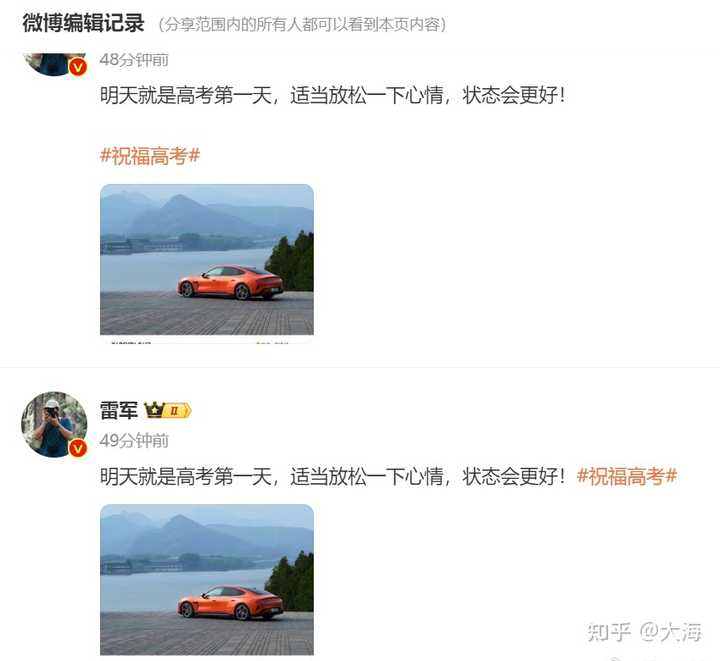 微博编辑记录 (分享范围内的所有人都可以看到本页内容)
48分钟前
明天就是高考第一天，适当放松一下心情，状态会更好！
#祝福高考#
雷军 II
49分钟前
明天就是高考第一天，适当放松一下心情，状态会更好！#祝福高考#
知乎 @大海